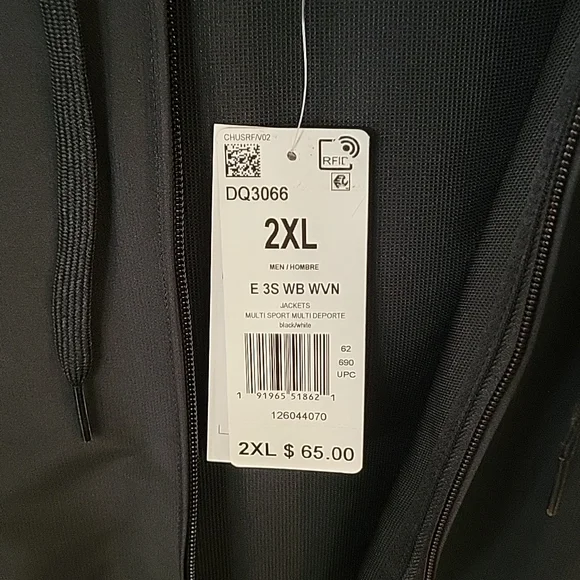 CHUSRF/V02
RFID
DQ3066
2XL
MEN / HOMBRE
E 3S WB WVN
JACKETS
MULTI SPORT MULTI DEPORTE
black/white
62
690
UPC
1 91965 51862 1
126044070
2XL $ 65.00